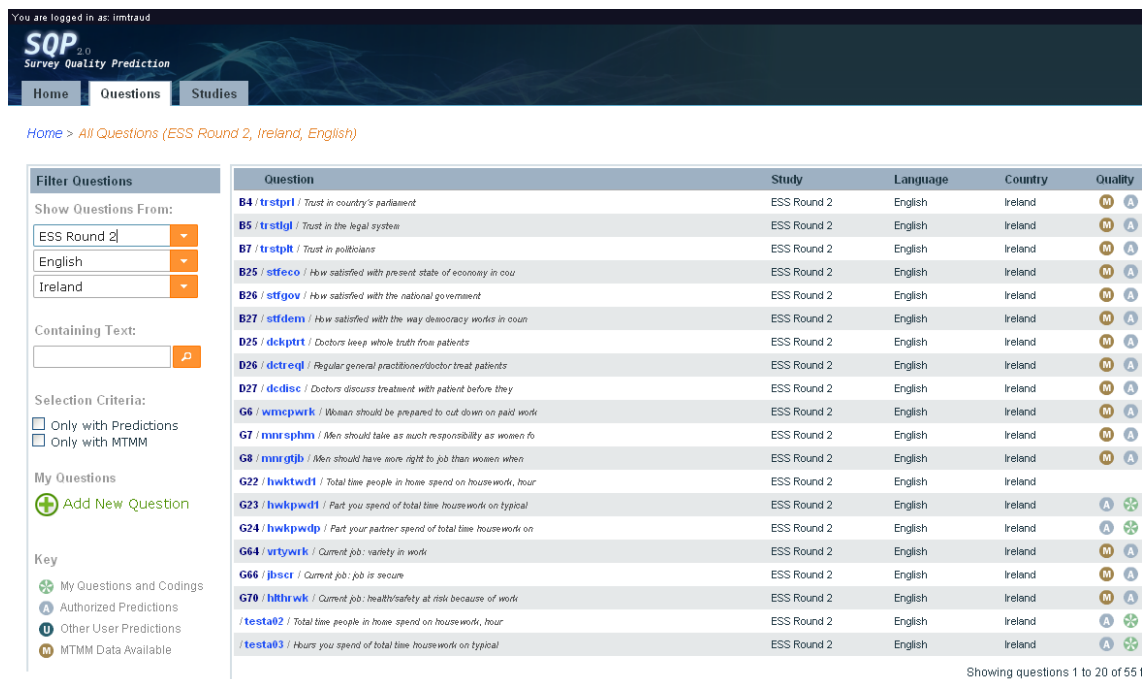 You are logged in as: irmtraud
SQP 2.0
Survey Quality Prediction
Home Questions Studies
Home > All Questions (ESS Round 2, Ireland, English)
Filter Questions
Show Questions From:
ESS Round 2
English
Ireland
Containing Text:
Selection Criteria:
Only with Predictions
Only with MTMM
My Questions
Add New Question
Key
My Questions and Codings
A Authorized Predictions
U Other User Predictions
M MTMM Data Available
Question Study Language Country Quality
B4 / trstprl / Trust in country's parliament ESS Round 2 English Ireland M A
B5 / trstlgl / Trust in the legal system ESS Round 2 English Ireland M A
B7 / trstplt / Trust in politicians ESS Round 2 English Ireland M A
B25 / stfeco / How satisfied with present state of economy in cou ESS Round 2 English Ireland M A
B26 / stfgov / How satisfied with the national government ESS Round 2 English Ireland M A
B27 / stfdem / How satisfied with the way democracy works in coun ESS Round 2 English Ireland M A
D25 / dckptrt / Doctors keep whole truth from patients ESS Round 2 English Ireland M A
D26 / dctreql / Regular general practitioner/doctor treat patients ESS Round 2 English Ireland M A
D27 / dcdisc / Doctors discuss treatment with patient before they ESS Round 2 English Ireland M A
G6 / wmcpwrk / Woman should be prepared to cut down on paid work ESS Round 2 English Ireland M A
G7 / mnrsphm / Men should take as much responsibility as women fo ESS Round 2 English Ireland M A
G8 / mnrgtjb / Men should have more right to job than women when ESS Round 2 English Ireland M A
G22 / hwktwd1 / Total time people in home spend on housework, hour ESS Round 2 English Ireland
G23 / hwkpwd1 / Part you spend of total time housework on typical ESS Round 2 English Ireland A
G24 / hwkpwdp / Part your partner spend of total time housework on ESS Round 2 English Ireland A
G64 / vrtywrk / Current job: variety in work ESS Round 2 English Ireland M A
G66 / jbscr / Current job: job is secure ESS Round 2 English Ireland M A
G70 / hlthrwk / Current job: health/safety at risk because of work ESS Round 2 English Ireland M A
/ testa02 / Total time people in home spend on housework, hour ESS Round 2 English Ireland A
/ testa03 / Hours you spend of total time housework on typical ESS Round 2 English Ireland A
Showing questions 1 to 20 of 55